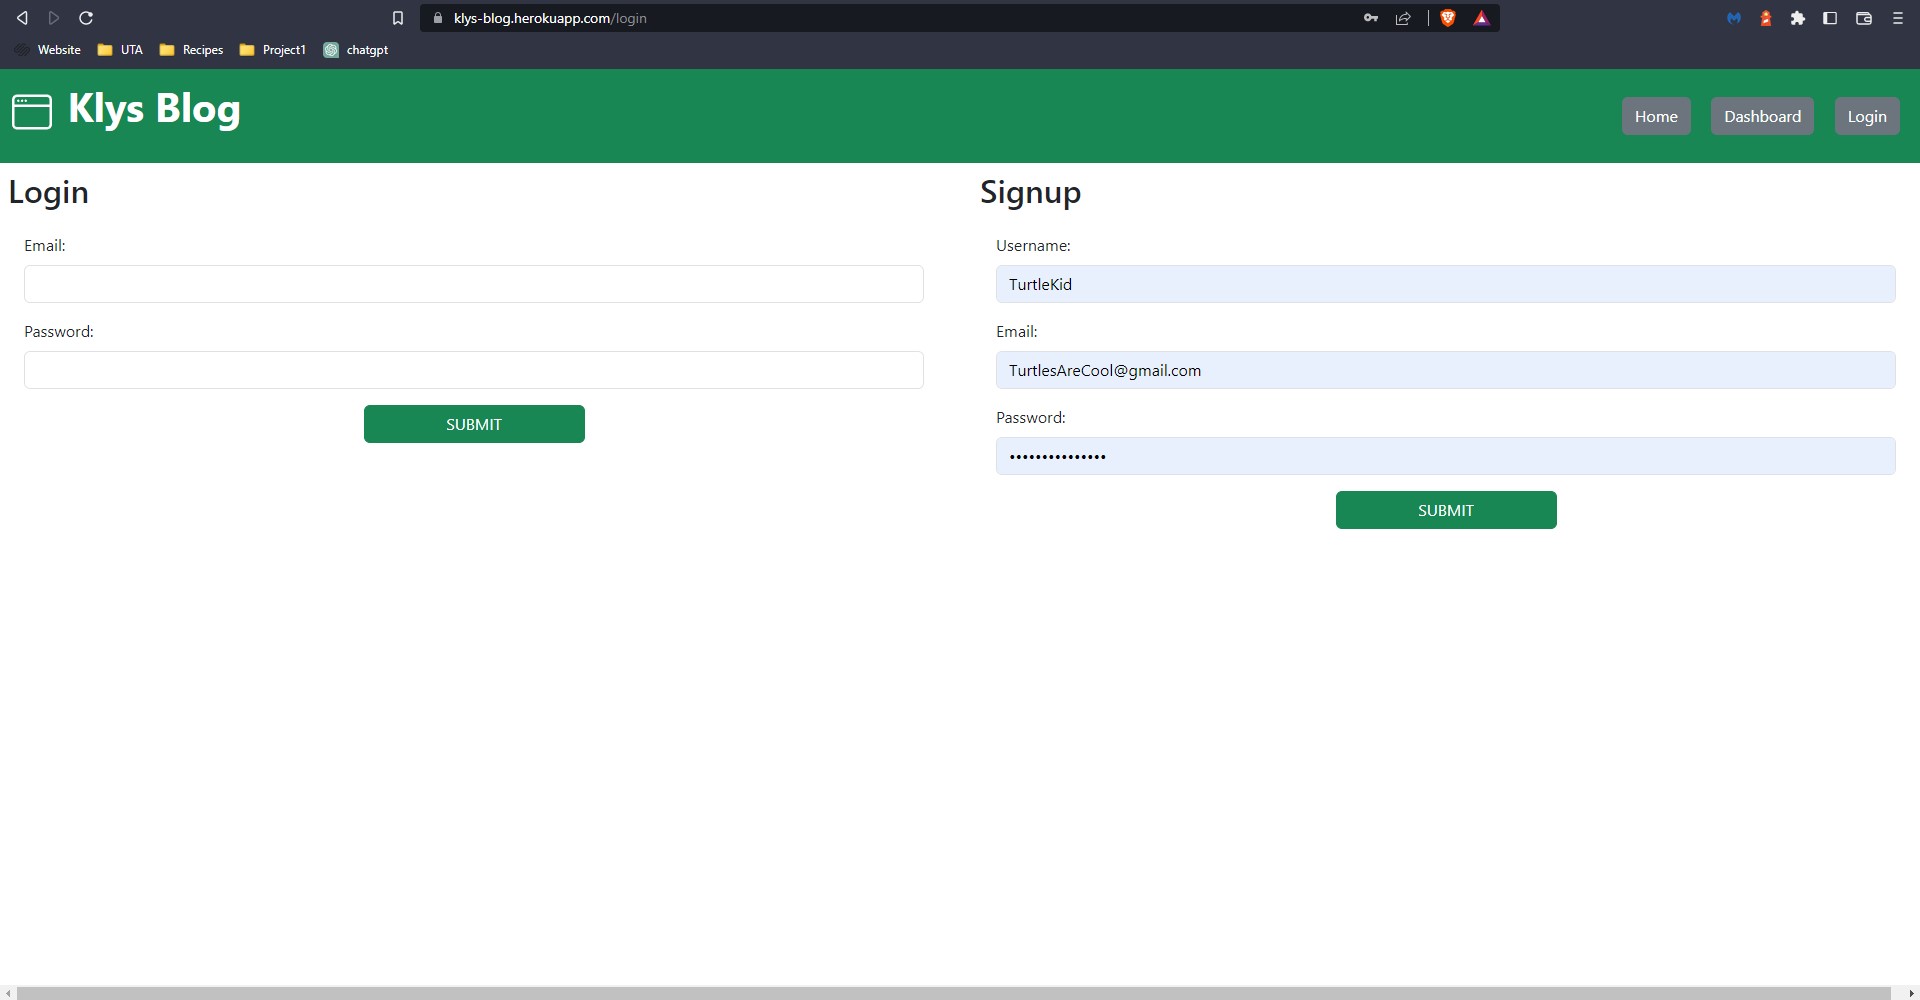 klys-blog.herokuapp.com/login
Website UTA Recipes Project1 chatgpt
Klys Blog
Home Dashboard Login
Login
Email:
Password:
SUBMIT
Signup
Username:
TurtleKid
Email:
TurtlesAreCool@gmail.com
Password:
•••••••••••••••
SUBMIT